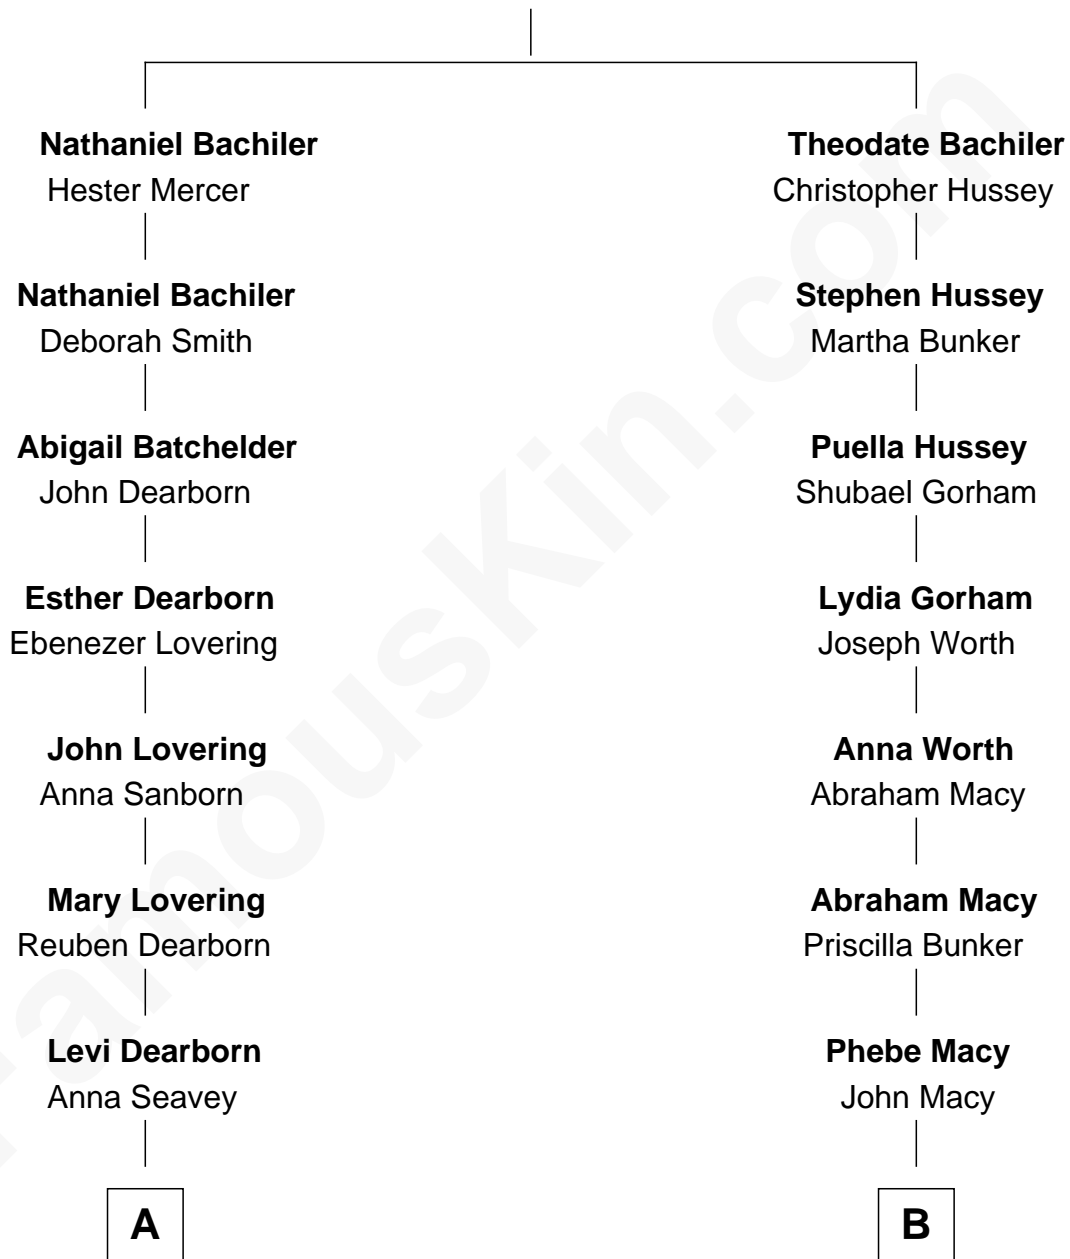 Nathaniel Bachiler
Hester Mercer
Nathaniel Bachiler
Deborah Smith
Abigail Batchelder
John Dearborn
Esther Dearborn
Ebenezer Lovering
John Lovering
Anna Sanborn
Mary Lovering
Reuben Dearborn
Levi Dearborn
Anna Seavey
A
Theodate Bachiler
Christopher Hussey
Stephen Hussey
Martha Bunker
Puella Hussey
Shubael Gorham
Lydia Gorham
Joseph Worth
Anna Worth
Abraham Macy
Abraham Macy
Priscilla Bunker
Phebe Macy
John Macy
B
FamousKin.com